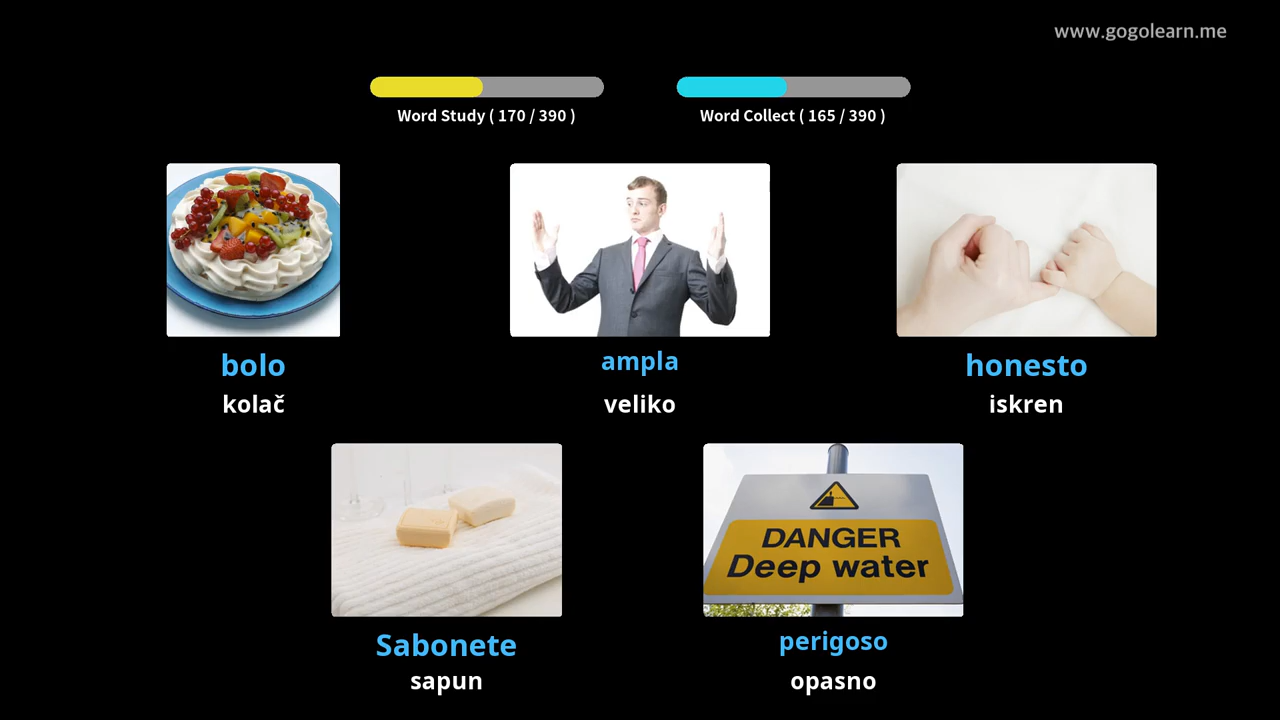 www.gogolearn.me
Word Study ( 170 / 390 )
Word Collect ( 165 / 390 )
bolo
kolač
ampla
veliko
honesto
iskren
DANGER
Deep water
Sabonete
sapun
perigoso
opasno